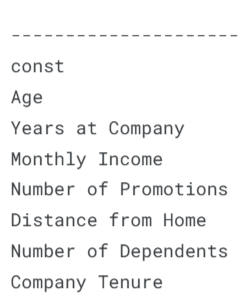 ---------------------
const
Age
Years at Company
Monthly Income
Number of Promotions
Distance from Home
Number of Dependents
Company Tenure